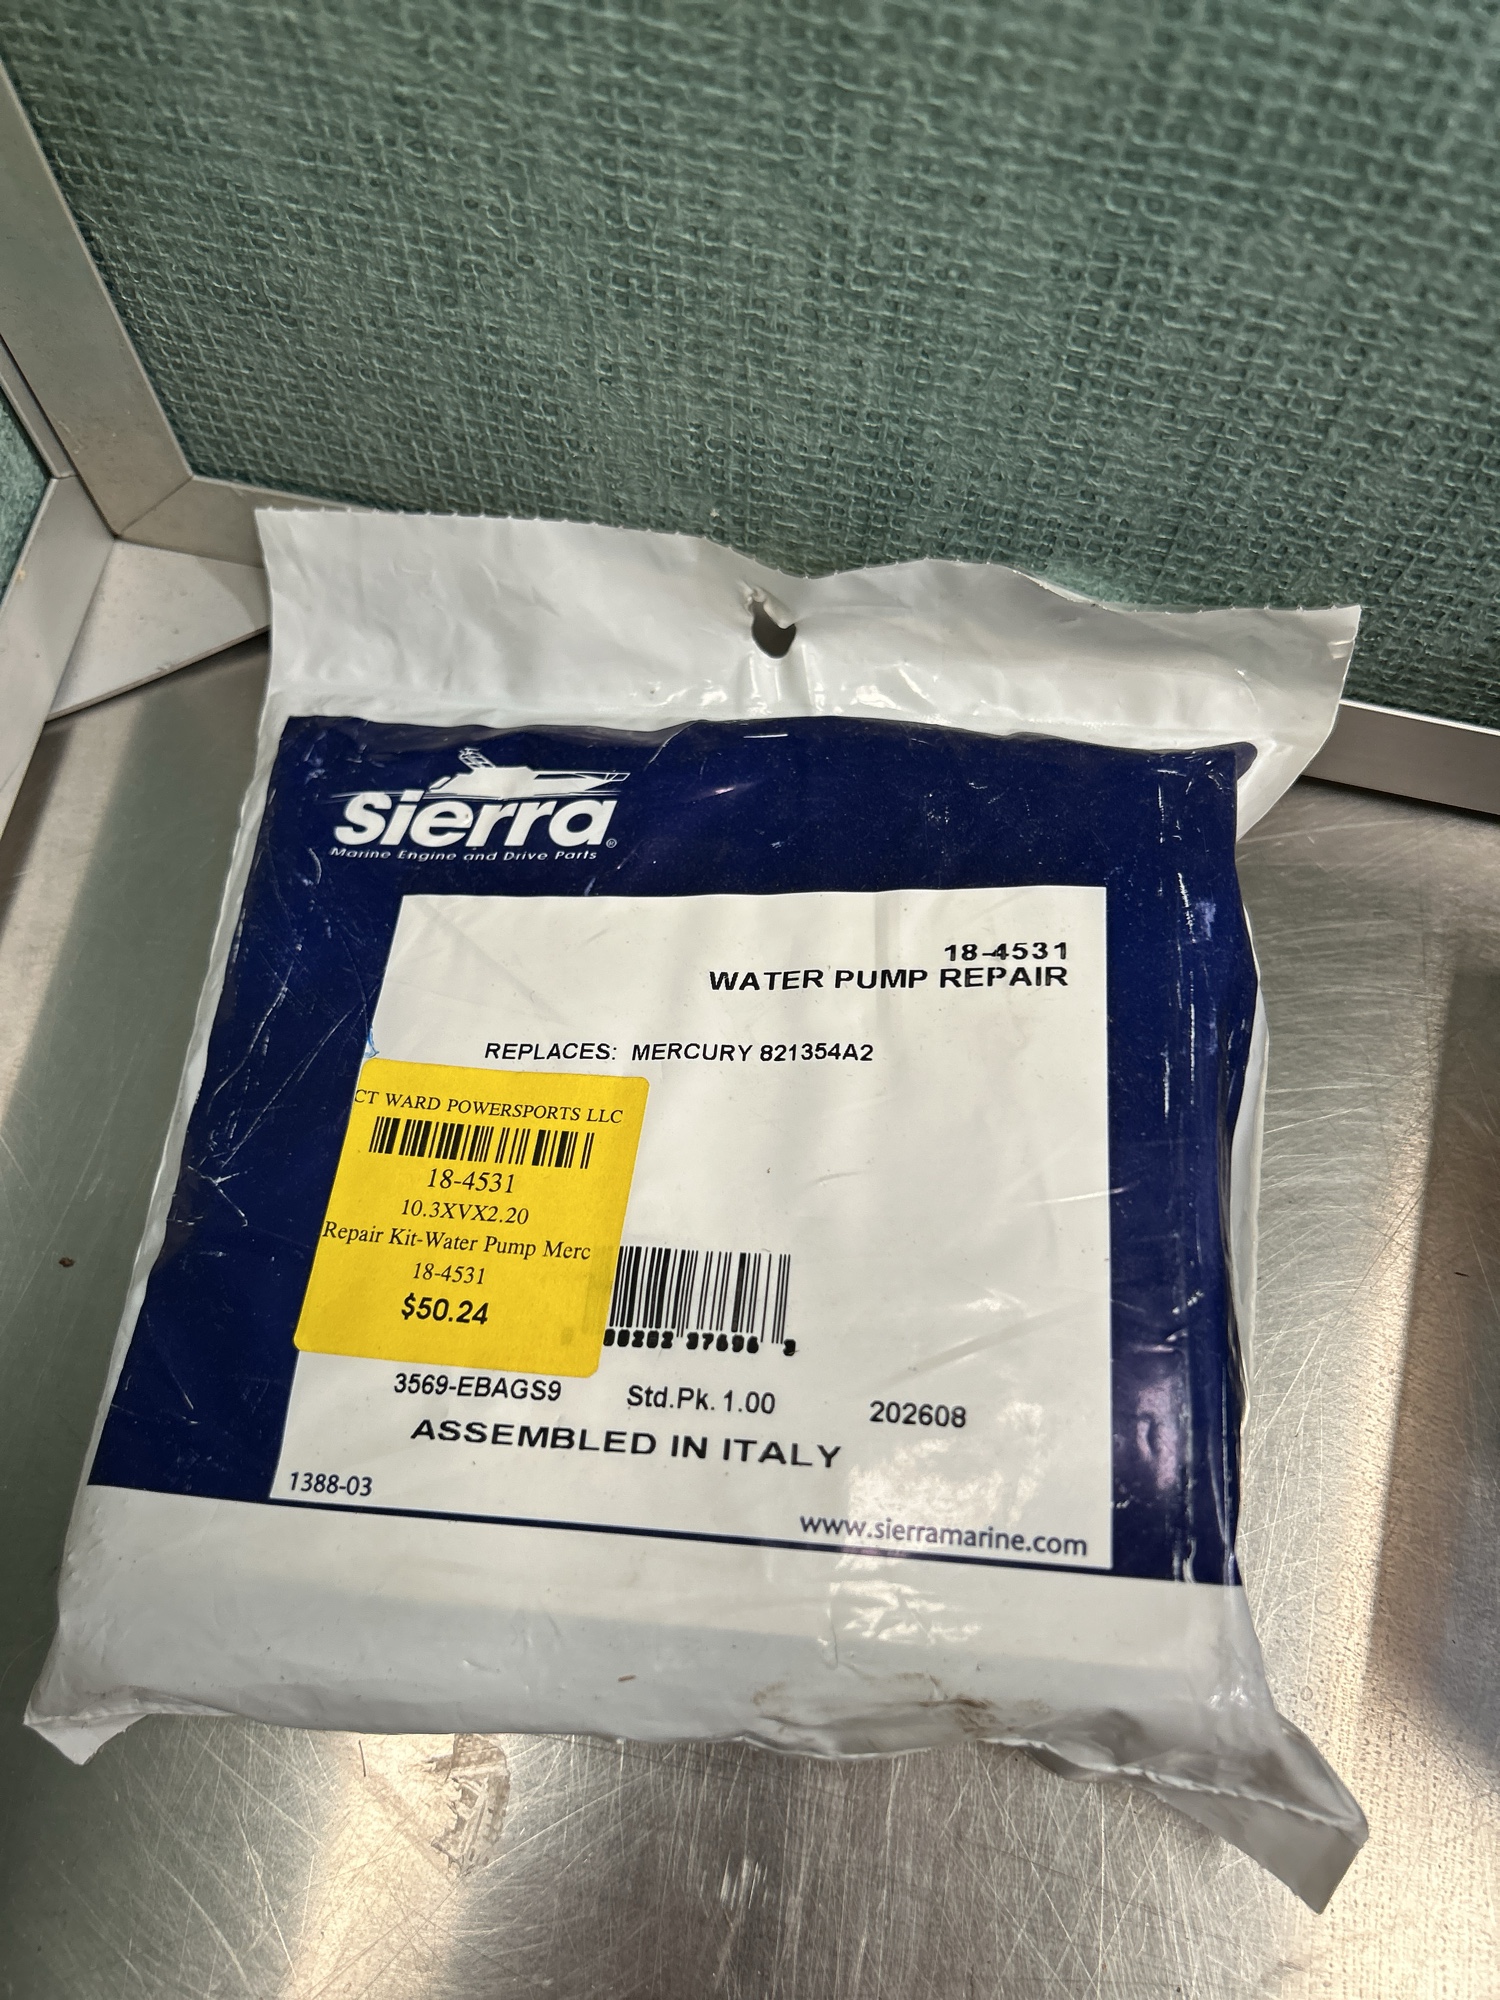 Sierra®
Marine Engine and Drive Parts
18-4531
WATER PUMP REPAIR
REPLACES: MERCURY 821354A2
CT WARD POWERSPORTS LLC
18-4531
10.3XVX2.20
Repair Kit-Water Pump Merc
18-4531
$50.24
00202 37696
3569-EBAGS9 Std.Pk. 1.00 202608
ASSEMBLED IN ITALY
1388-03
www.sierramarine.com